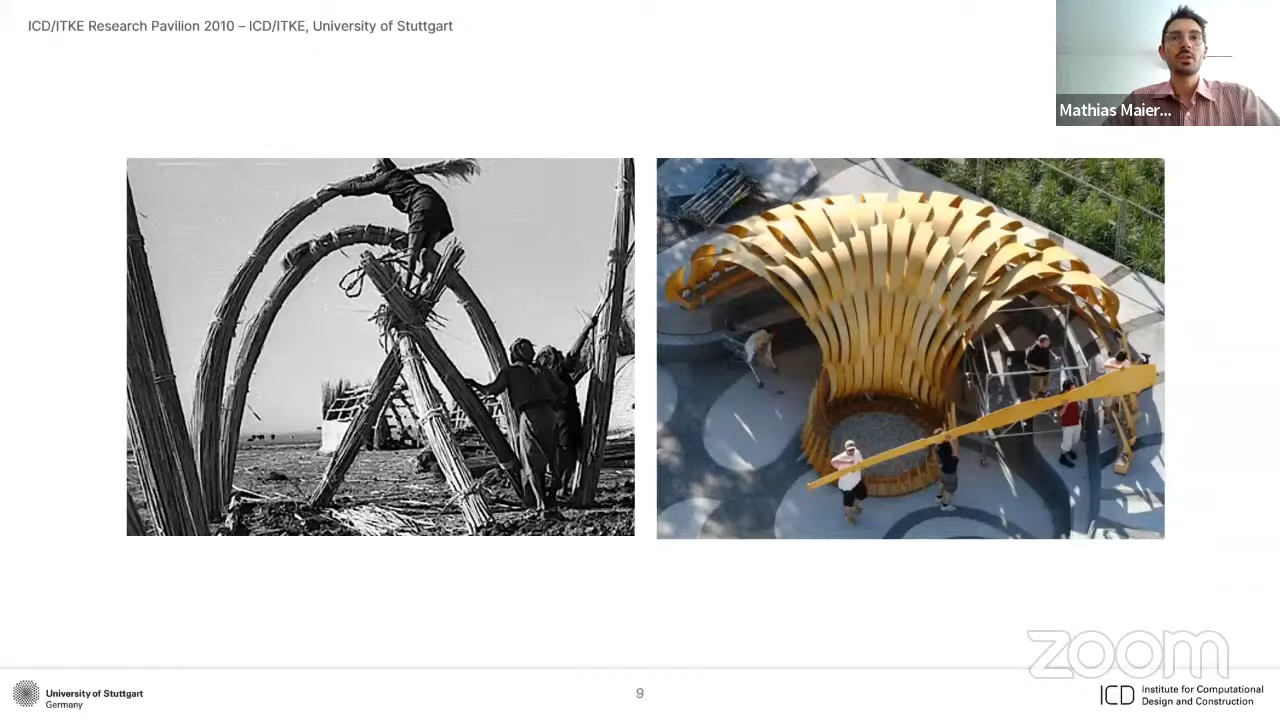 ICD/ITKE Research Pavilion 2010 – ICD/ITKE, University of Stuttgart
Mathias Maier...
zoom
University of Stuttgart
Germany
9
ICD
Institute for Computational
Design and Construction